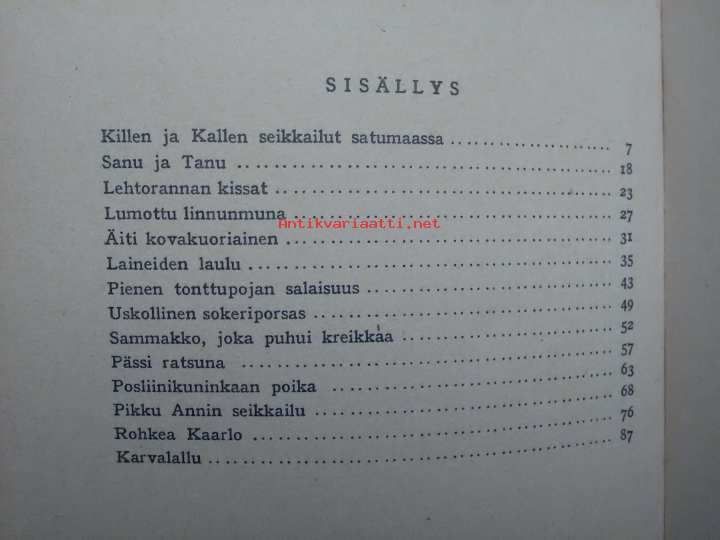 SISÄLLYS
Killen ja Kallen seikkailut satumaassa 7
Sanu ja Tanu 18
Lehtorannan kissat 23
Lumottu linnunmuna 27
Antikvariaatti.net
Äiti kovakuoriainen 31
Laineiden laulu 35
Pienen tonttupojan salaisuus 43
Uskollinen sokeriporsas 49
Sammakko, joka puhui kreikkaa 52
Pässi ratsuna 57
Posliinikuninkaan poika 63
Pikku Annin seikkailu 68
Rohkea Kaarlo 76
Karvalallu 87